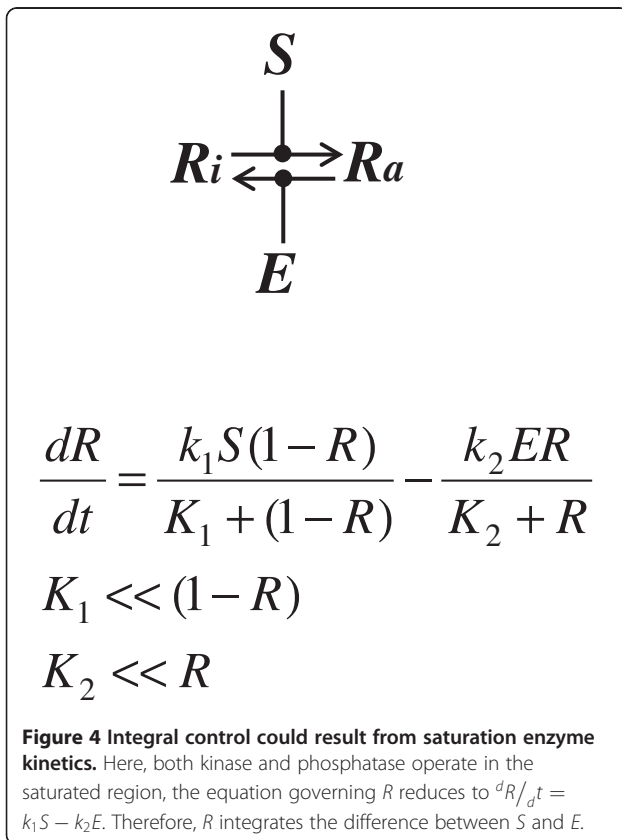 S
Ri Ra
E
dR/dt = k₁S(1 − R)/(K₁ + (1 − R)) − k₂ER/(K₂ + R)
K₁ << (1 − R)
K₂ << R
Figure 4 Integral control could result from saturation enzyme
kinetics. Here, both kinase and phosphatase operate in the
saturated region, the equation governing R reduces to dR/dt =
k₁S − k₂E. Therefore, R integrates the difference between S and E.